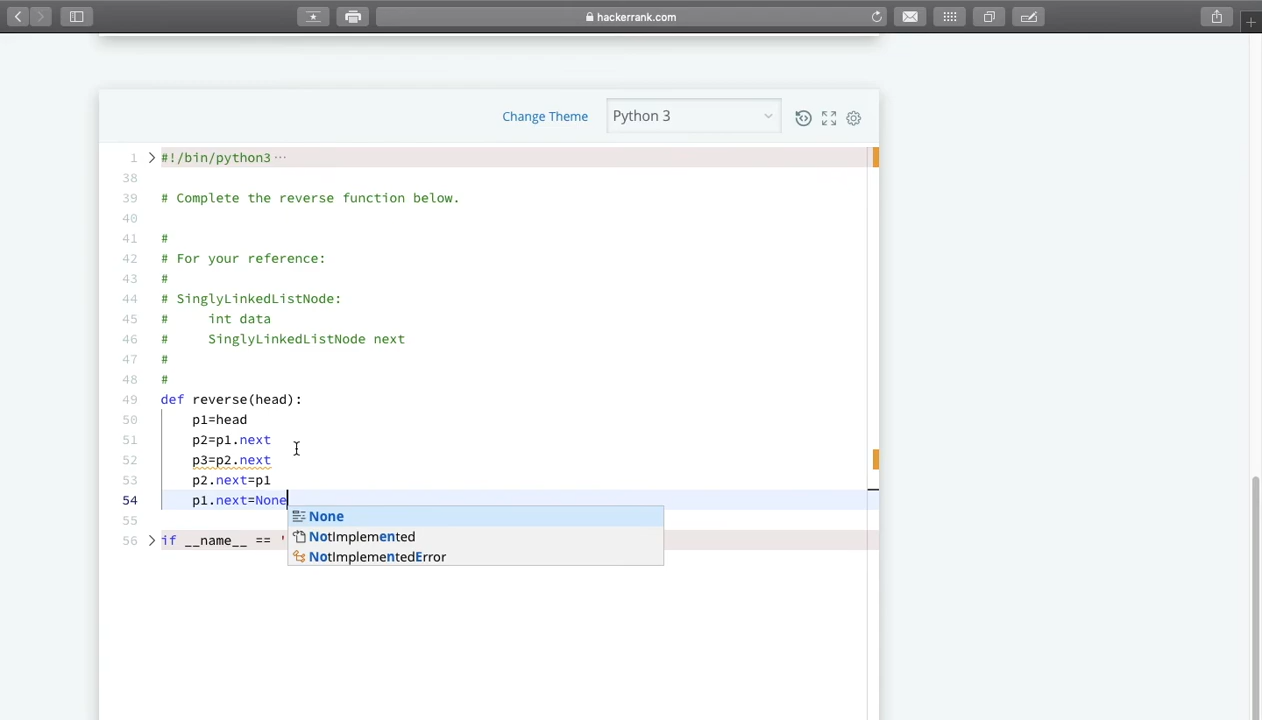 hackerrank.com
Change Theme
Python 3
1 #!/bin/python3 ···
38
39 # Complete the reverse function below.
40
41 #
42 # For your reference:
43 #
44 # SinglyLinkedListNode:
45 #     int data
46 #     SinglyLinkedListNode next
47 #
48 #
49 def reverse(head):
50     p1=head
51     p2=p1.next
52     p3=p2.next
53     p2.next=p1
54     p1.next=None
None
NotImplemented
NotImplementedError
55
56 if __name__ == '